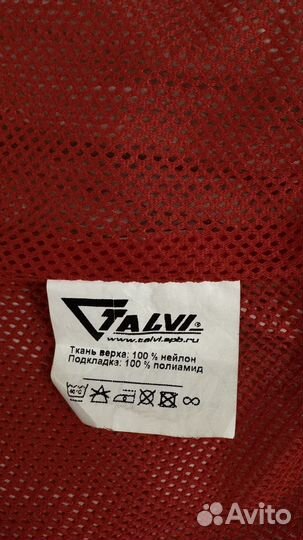 TALVI®
www.talvi.spb.ru
Ткань верха: 100 % нейлон
Подкладка: 100 % полиамид
Avito